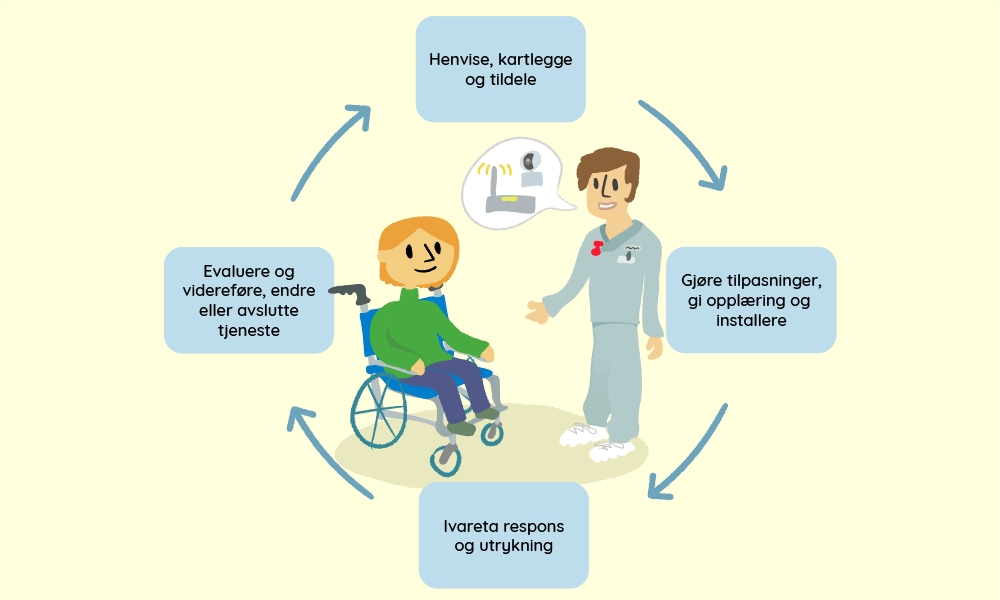 Henvise, kartlegge
og tildele
Gjøre tilpasninger,
gi opplæring og
installere
Ivareta respons
og utrykning
Evaluere og
videreføre, endre
eller avslutte
tjeneste